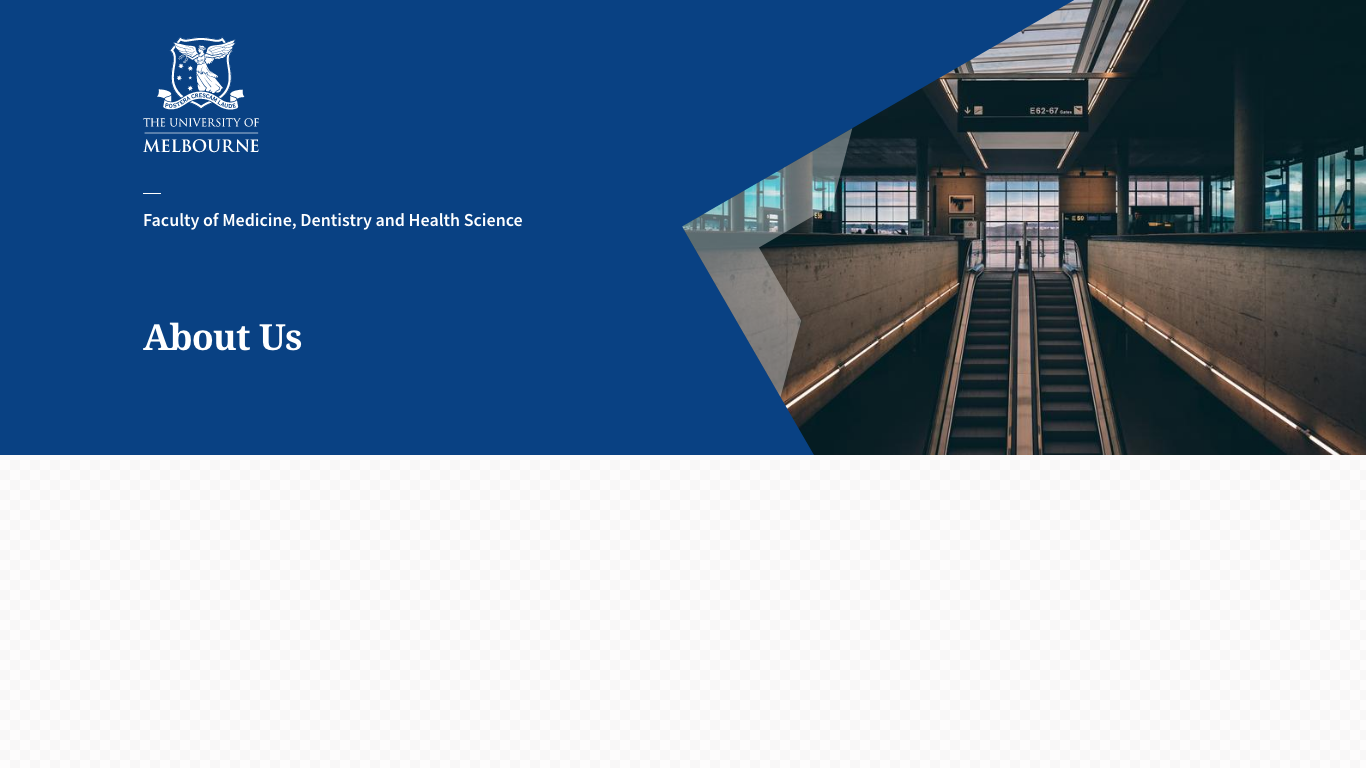 POSTERA CRESCAM LAUDE
THE UNIVERSITY OF
MELBOURNE
Faculty of Medicine, Dentistry and Health Science
About Us
E62-67 Gates